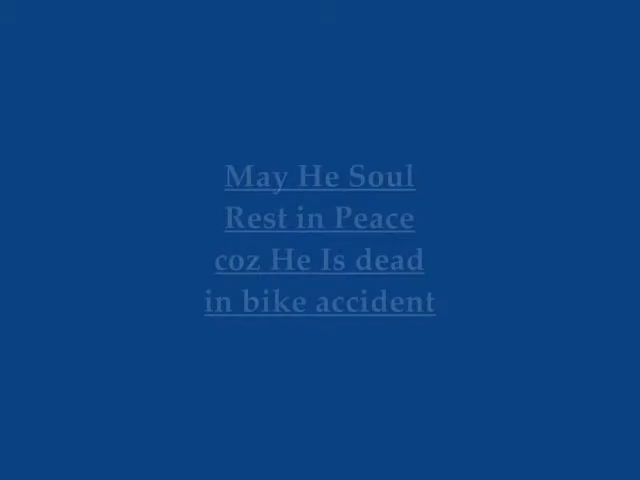 May He Soul
Rest in Peace
coz He Is dead
in bike accident